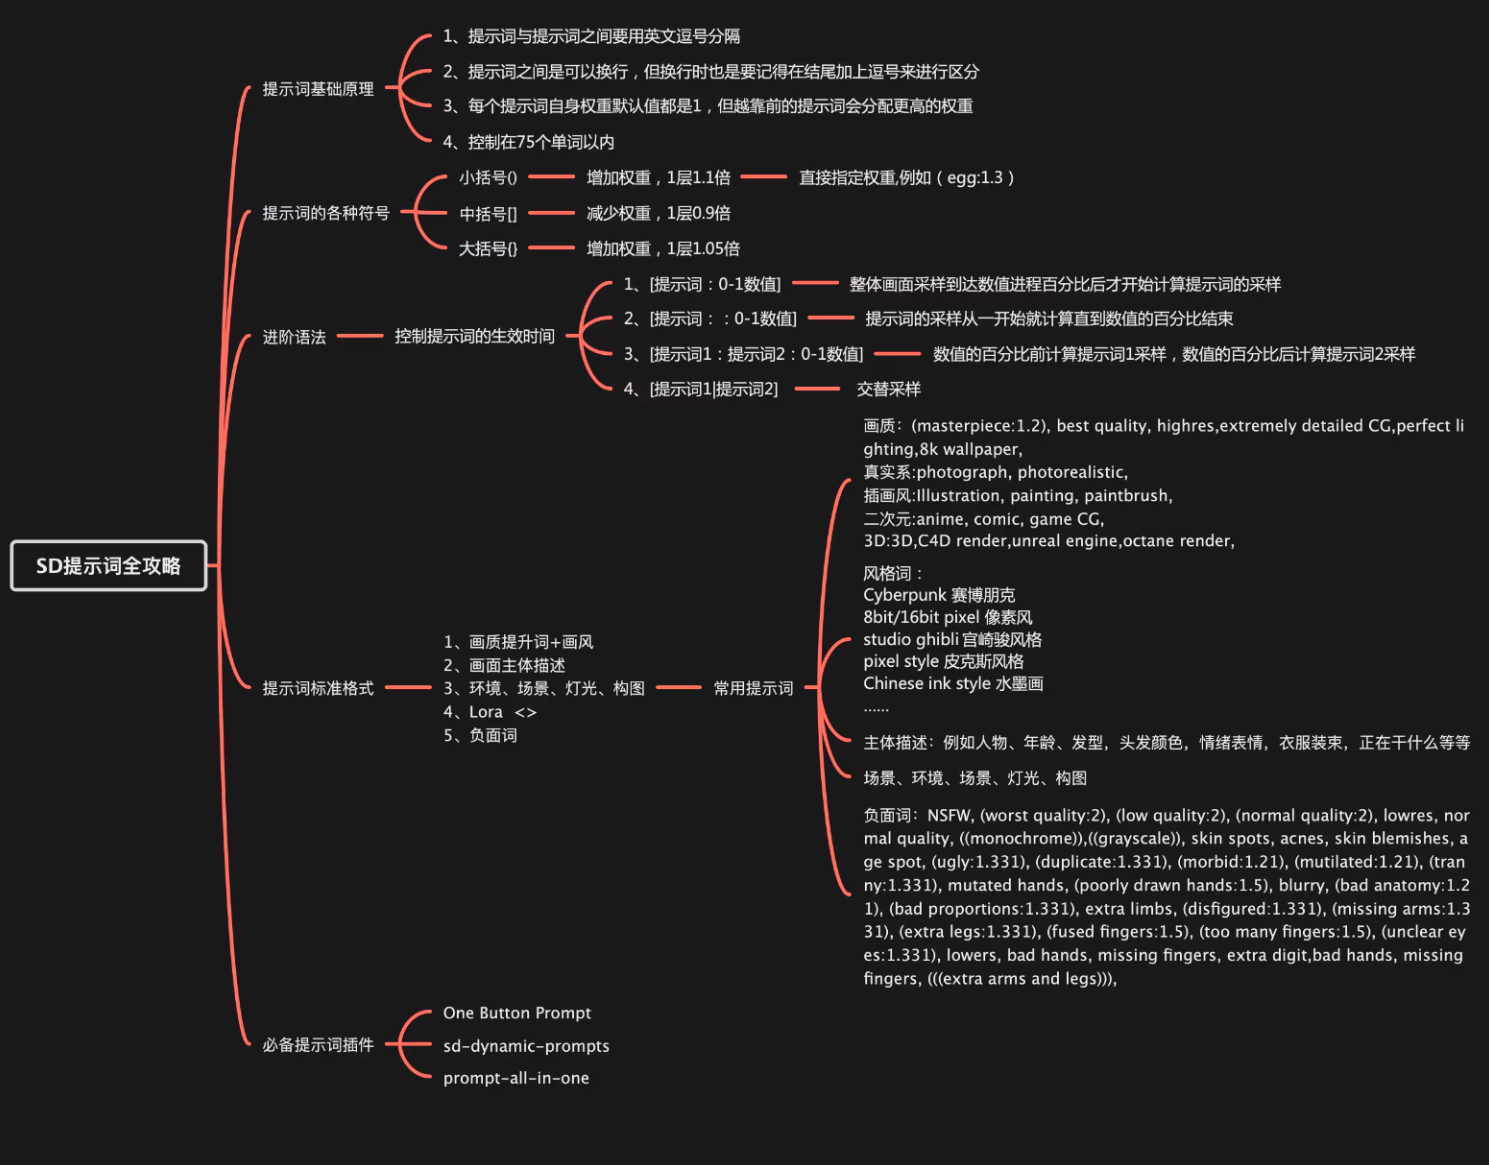 SD提示词全攻略
提示词基础原理
1、提示词与提示词之间要用英文逗号分隔
2、提示词之间是可以换行，但换行时也是要记得在结尾加上逗号来进行区分
3、每个提示词自身权重默认值都是1，但越靠前的提示词会分配更高的权重
4、控制在75个单词以内
提示词的各种符号
小括号() 增加权重，1层1.1倍 直接指定权重,例如（egg:1.3）
中括号[] 减少权重，1层0.9倍
大括号{} 增加权重，1层1.05倍
进阶语法
控制提示词的生效时间
1、[提示词：0-1数值] 整体画面采样到达数值进程百分比后才开始计算提示词的采样
2、[提示词：：0-1数值] 提示词的采样从一开始就计算直到数值的百分比结束
3、[提示词1：提示词2：0-1数值] 数值的百分比前计算提示词1采样，数值的百分比后计算提示词2采样
4、[提示词1|提示词2] 交替采样
提示词标准格式
1、画质提升词+画风
2、画面主体描述
3、环境、场景、灯光、构图
4、Lora <>
5、负面词
常用提示词
画质：(masterpiece:1.2), best quality, highres,extremely detailed CG,perfect li
ghting,8k wallpaper,
真实系:photograph, photorealistic,
插画风:Illustration, painting, paintbrush,
二次元:anime, comic, game CG,
3D:3D,C4D render,unreal engine,octane render,
风格词：
Cyberpunk 赛博朋克
8bit/16bit pixel 像素风
studio ghibli 宫崎骏风格
pixel style 皮克斯风格
Chinese ink style 水墨画
……
主体描述：例如人物、年龄、发型，头发颜色，情绪表情，衣服装束，正在干什么等等
场景、环境、场景、灯光、构图
负面词：NSFW, (worst quality:2), (low quality:2), (normal quality:2), lowres, nor
mal quality, ((monochrome)),((grayscale)), skin spots, acnes, skin blemishes, a
ge spot, (ugly:1.331), (duplicate:1.331), (morbid:1.21), (mutilated:1.21), (tran
ny:1.331), mutated hands, (poorly drawn hands:1.5), blurry, (bad anatomy:1.2
1), (bad proportions:1.331), extra limbs, (disfigured:1.331), (missing arms:1.3
31), (extra legs:1.331), (fused fingers:1.5), (too many fingers:1.5), (unclear ey
es:1.331), lowers, bad hands, missing fingers, extra digit,bad hands, missing
fingers, (((extra arms and legs))),
必备提示词插件
One Button Prompt
sd-dynamic-prompts
prompt-all-in-one